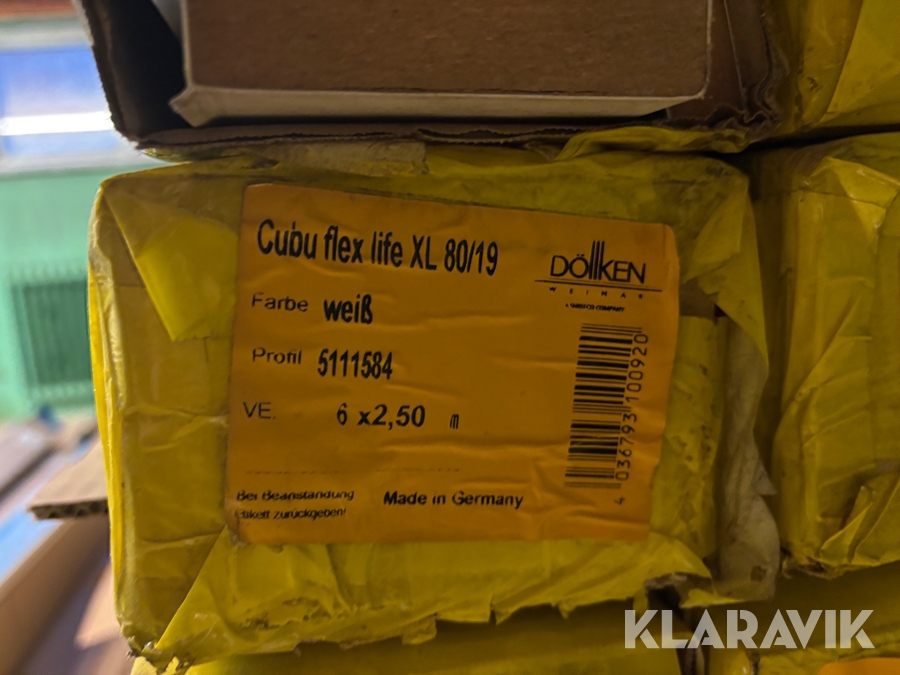 Cubu flex life XL 80/19
DÖLLKEN
WEIMAR
Farbe weiß
Profil 5111584
VE. 6 x2,50 m
4 036793 100920
Bei Beanstandung
Etikett zurückgeben!
Made in Germany
KLARAVIK